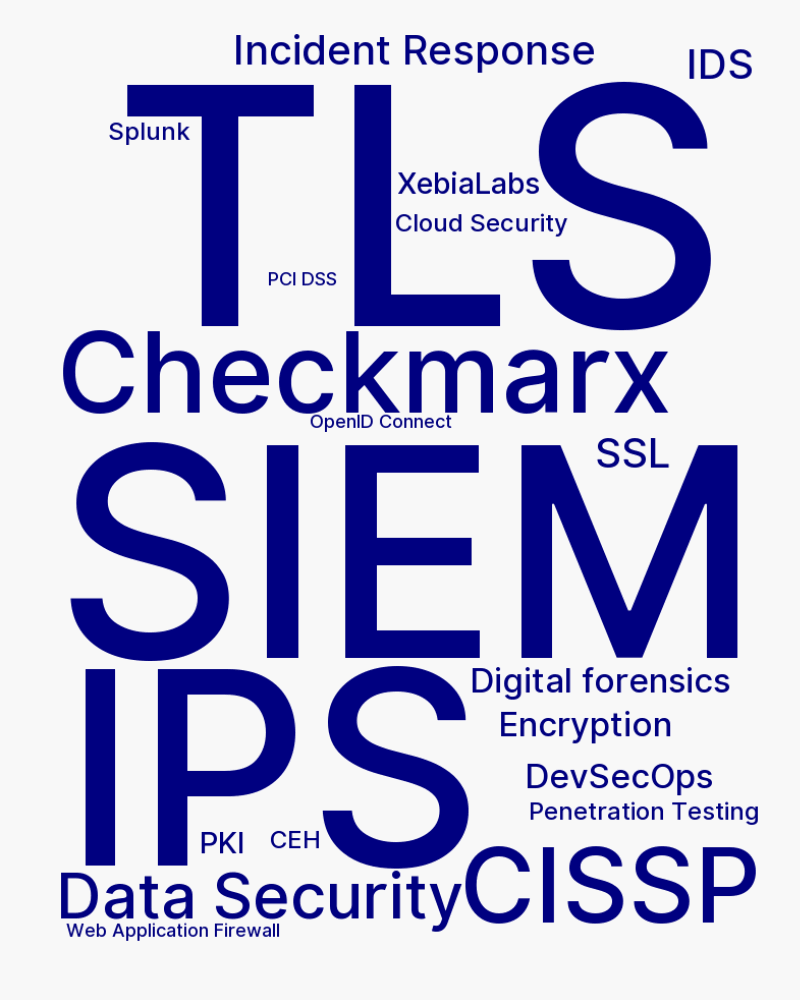 Incident Response
IDS
TLS
Splunk
XebiaLabs
Cloud Security
PCI DSS
Checkmarx
OpenID Connect
SIEM
SSL
IPS
Digital forensics
Encryption
DevSecOps
Penetration Testing
PKI
CEH
Data Security
CISSP
Web Application Firewall